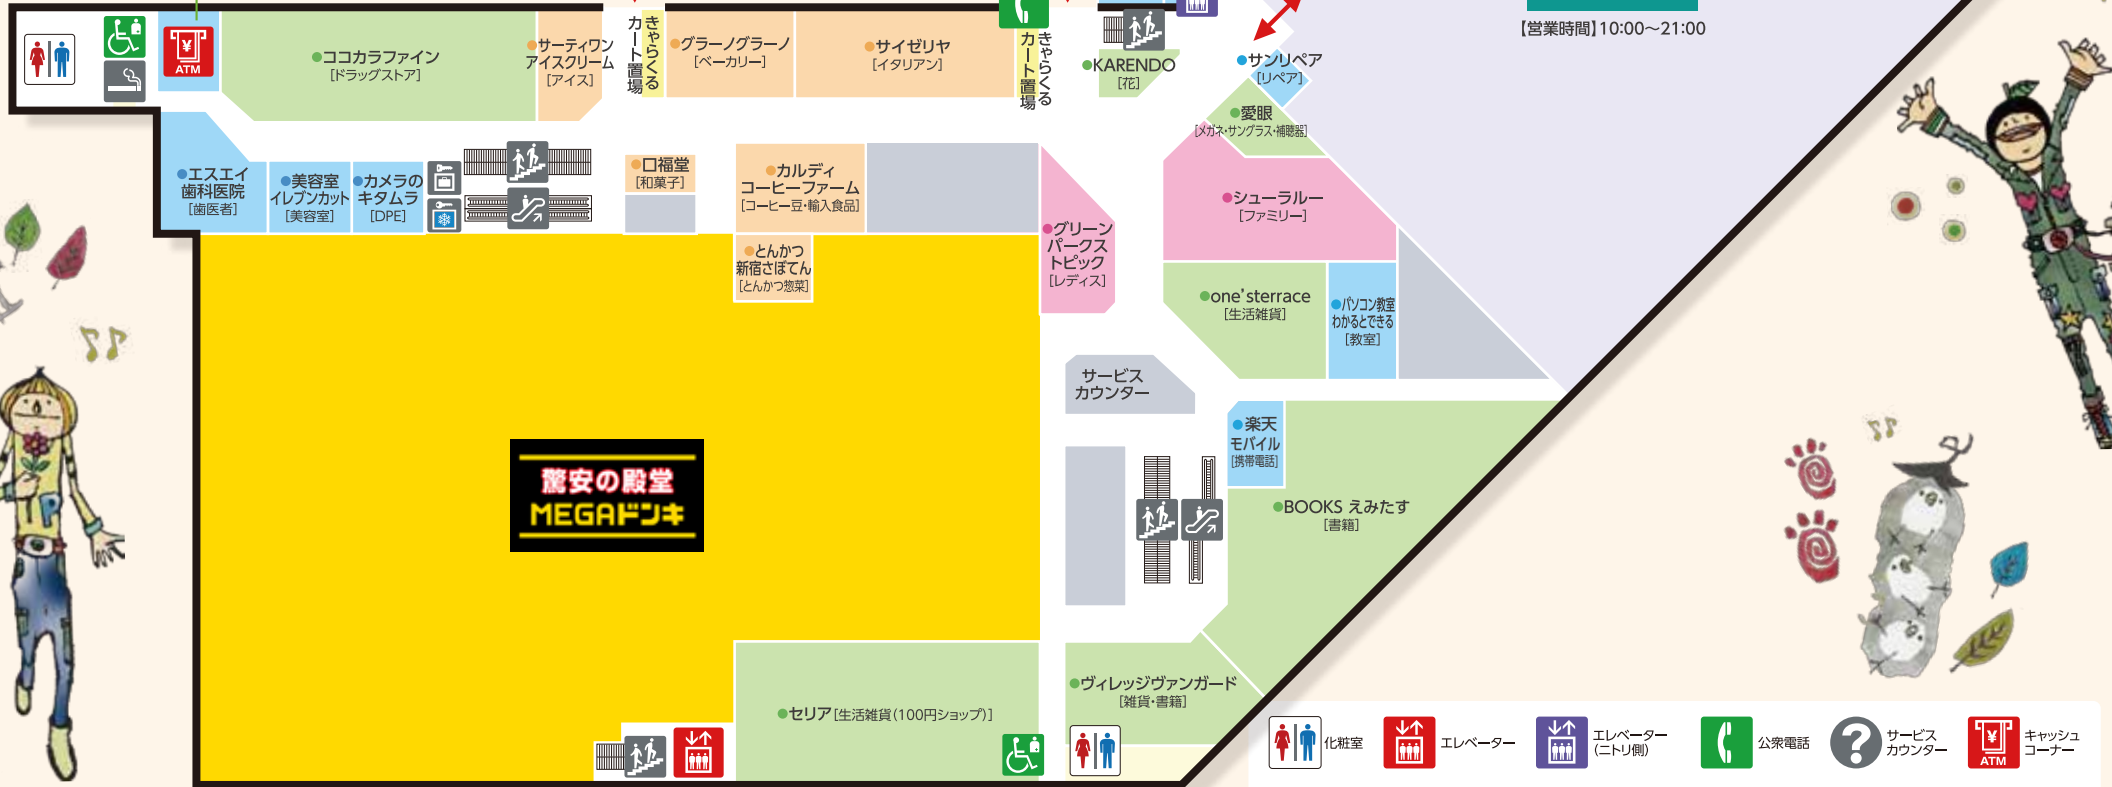 【営業時間】10:00～21:00
¥
ATM
●ココカラファイン
[ドラッグストア]
●サーティワン
アイスクリーム
[アイス]
きゃらくる
カート置場
●グラーノグラーノ
[ベーカリー]
●サイゼリヤ
[イタリアン]
きゃらくる
カート置場
●KARENDO
[花]
●サンリペア
[リペア]
●愛眼
[メガネ・サングラス・補聴器]
●エスエイ
歯科医院
[歯医者]
●美容室
イレブンカット
[美容室]
●カメラの
キタムラ
[DPE]
●口福堂
[和菓子]
●カルディ
コーヒーファーム
[コーヒー豆・輸入食品]
●とんかつ
新宿さぼてん
[とんかつ惣菜]
●グリーン
パークス
トピック
[レディス]
●シューラルー
[ファミリー]
●one'sterrace
[生活雑貨]
●パソコン教室
わかるとできる
[教室]
サービス
カウンター
●楽天
モバイル
[携帯電話]
●BOOKS えみたす
[書籍]
驚安の殿堂
MEGAドンキ
●セリア[生活雑貨(100円ショップ)]
●ヴィレッジヴァンガード
[雑貨・書籍]
化粧室
エレベーター
エレベーター
(ニトリ側)
公衆電話
?
サービス
カウンター
¥
ATM
キャッシュ
コーナー